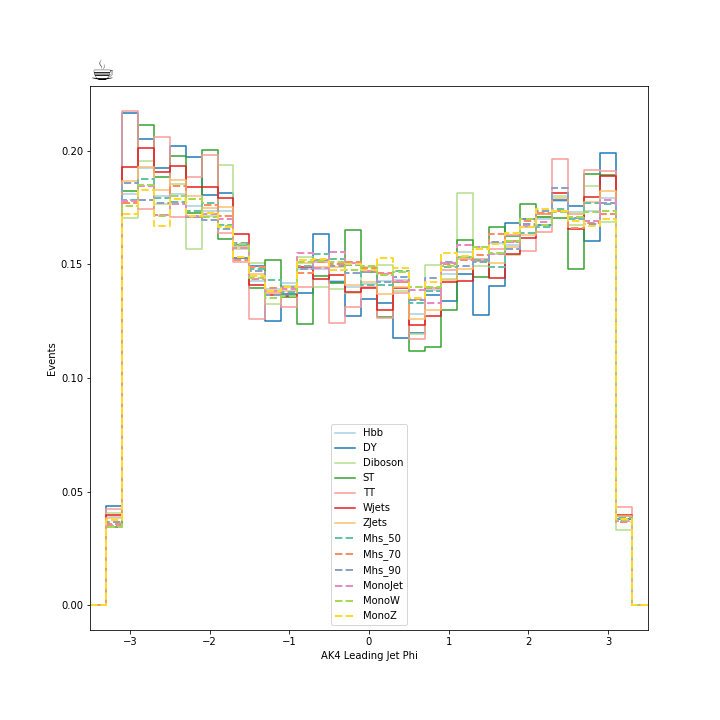 0.20
0.15
0.10
0.05
0.00
Events
Hbb
DY
Diboson
ST
TT
Wjets
ZJets
Mhs_50
Mhs_70
Mhs_90
MonoJet
MonoW
MonoZ
−3 −2 −1 0 1 2 3
AK4 Leading Jet Phi